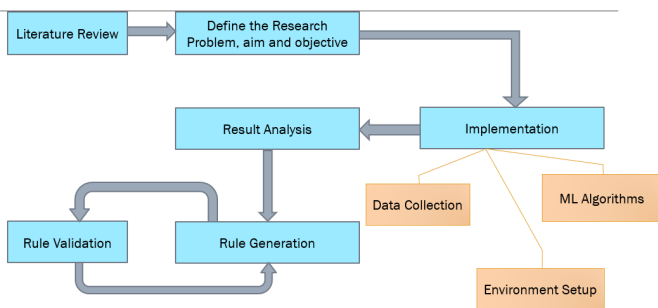 Literature Review
Define the Research
Problem, aim and objective
Result Analysis
Implementation
Data Collection
ML Algorithms
Rule Validation
Rule Generation
Environment Setup